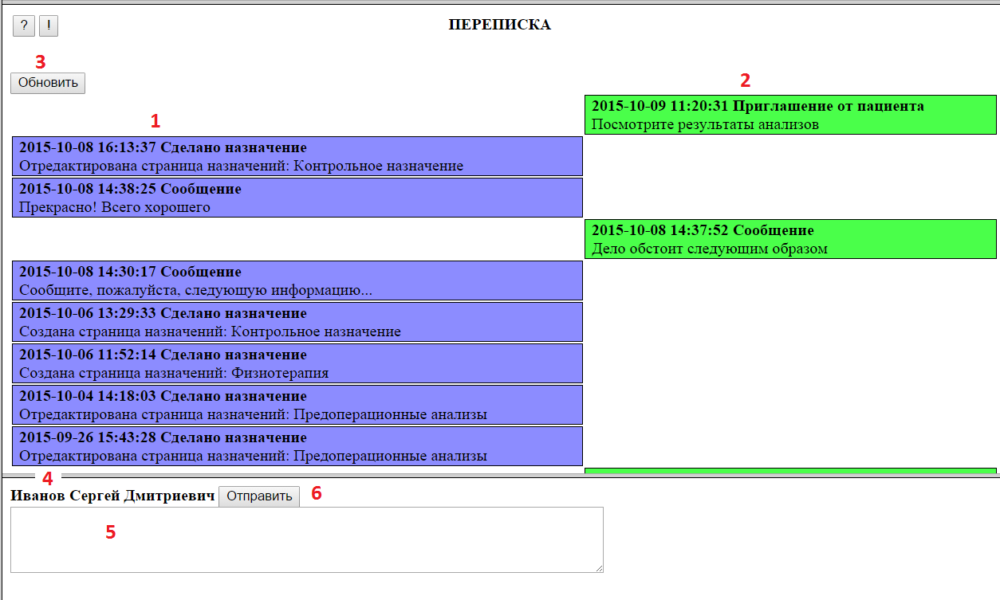 ? !
ПЕРЕПИСКА
3
Обновить
2
2015-10-09 11:20:31 Приглашение от пациента
Посмотрите результаты анализов
1
2015-10-08 16:13:37 Сделано назначение
Отредактирована страница назначений: Контрольное назначение
2015-10-08 14:38:25 Сообщение
Прекрасно! Всего хорошего
2015-10-08 14:37:52 Сообщение
Дело обстоит следующим образом
2015-10-08 14:30:17 Сообщение
Сообщите, пожалуйста, следующую информацию...
2015-10-06 13:29:33 Сделано назначение
Создана страница назначений: Контрольное назначение
2015-10-06 11:52:14 Сделано назначение
Создана страница назначений: Физиотерапия
2015-10-04 14:18:03 Сделано назначение
Отредактирована страница назначений: Предоперационные анализы
2015-09-26 15:43:28 Сделано назначение
Отредактирована страница назначений: Предоперационные анализы
4
Иванов Сергей Дмитриевич Отправить 6
5